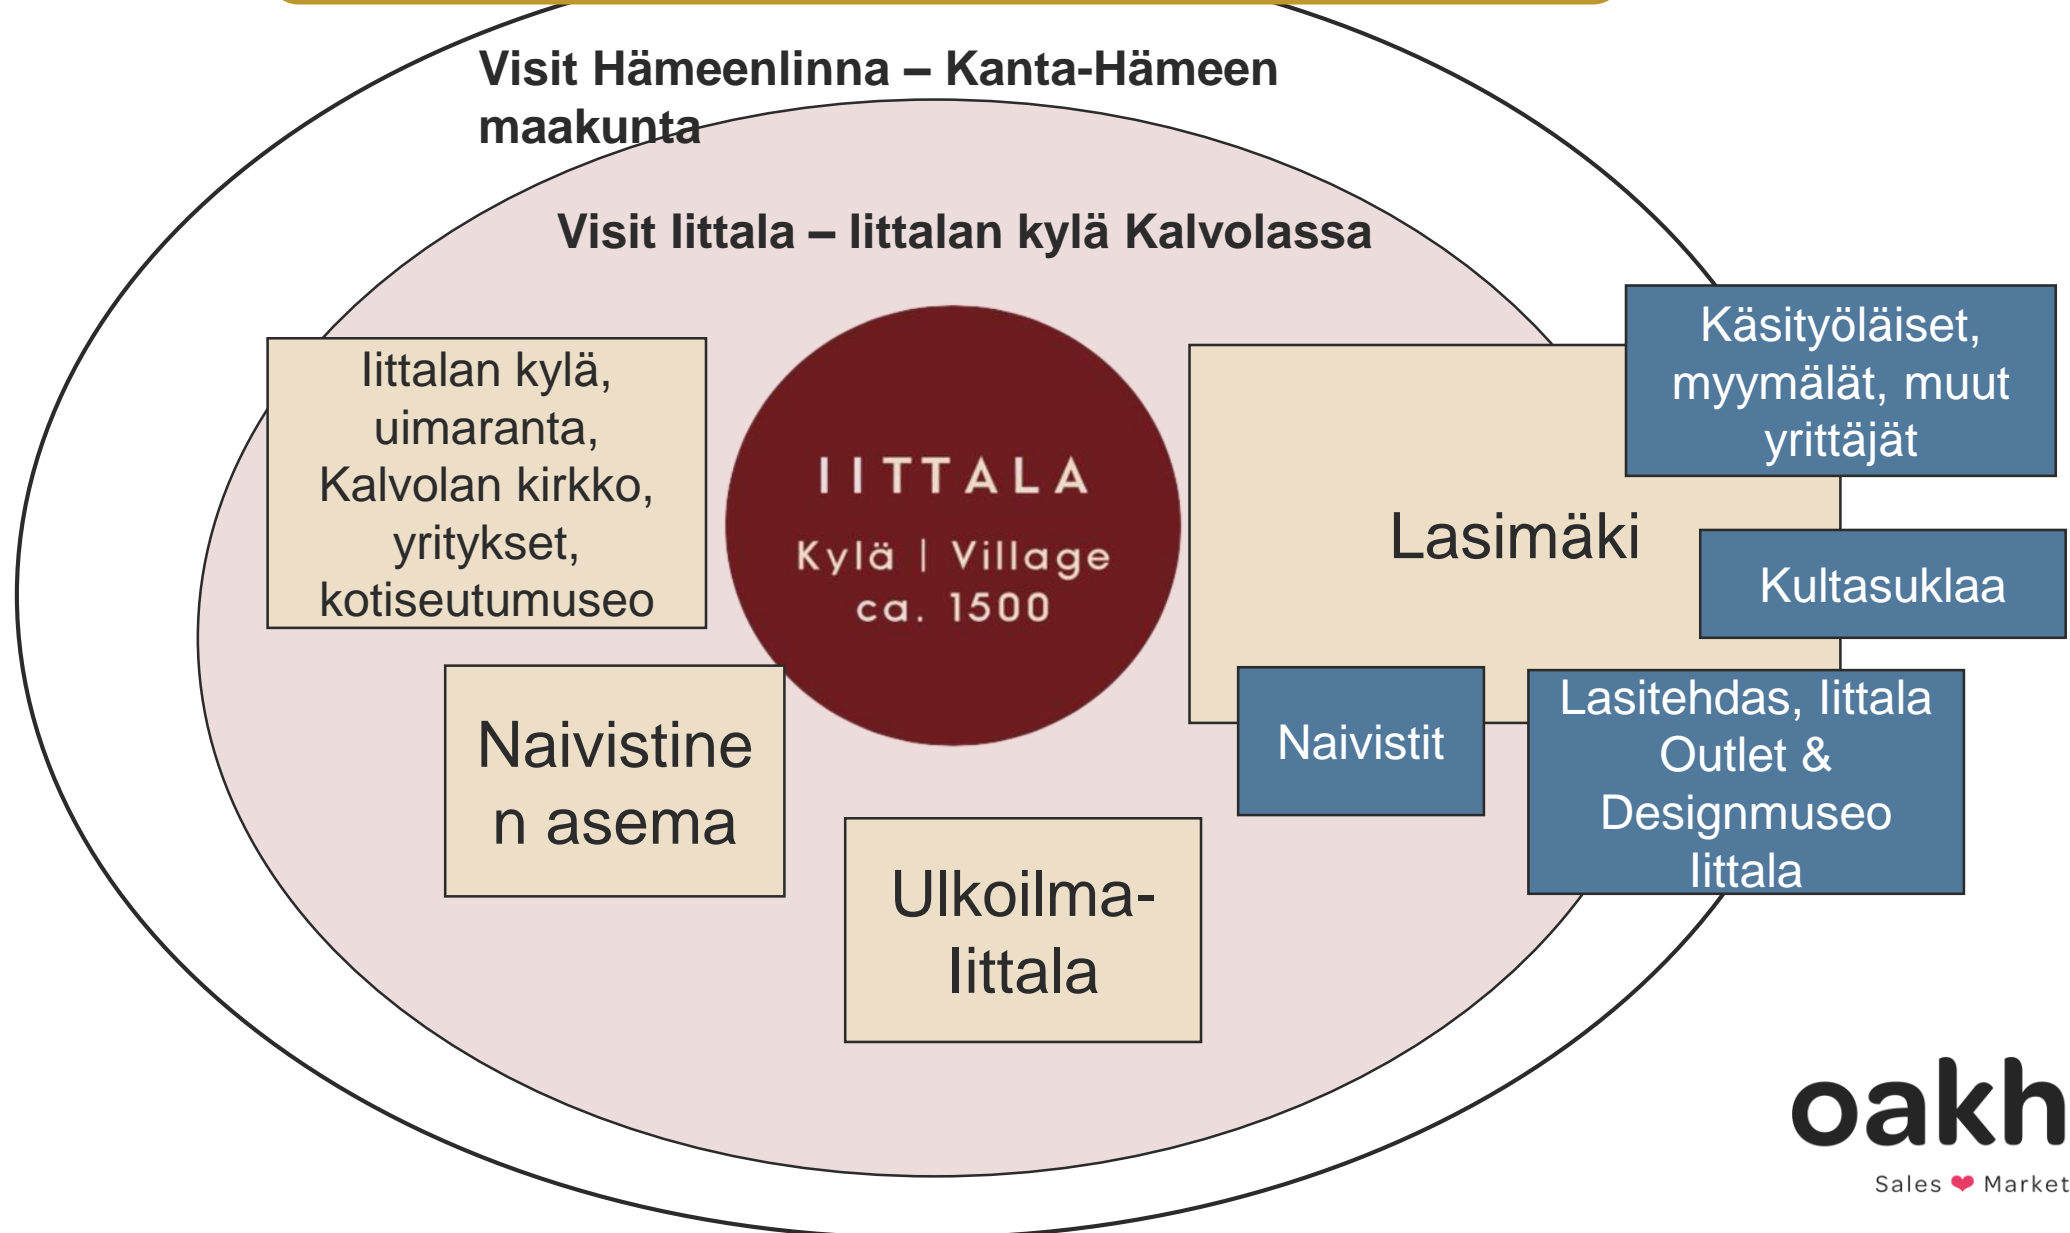 Visit Hämeenlinna – Kanta-Hämeen
maakunta
Visit Iittala – Iittalan kylä Kalvolassa
Iittalan kylä,
uimaranta,
Kalvolan kirkko,
yritykset,
kotiseutumuseo
IITTALA
Kylä | Village
ca. 1500
Lasimäki
Käsityöläiset,
myymälät, muut
yrittäjät
Kultasuklaa
Naivistit
Lasitehdas, Iittala
Outlet &
Designmuseo
Iittala
Naivistine
n asema
Ulkoilma-
Iittala
oakh
Sales ❤ Market